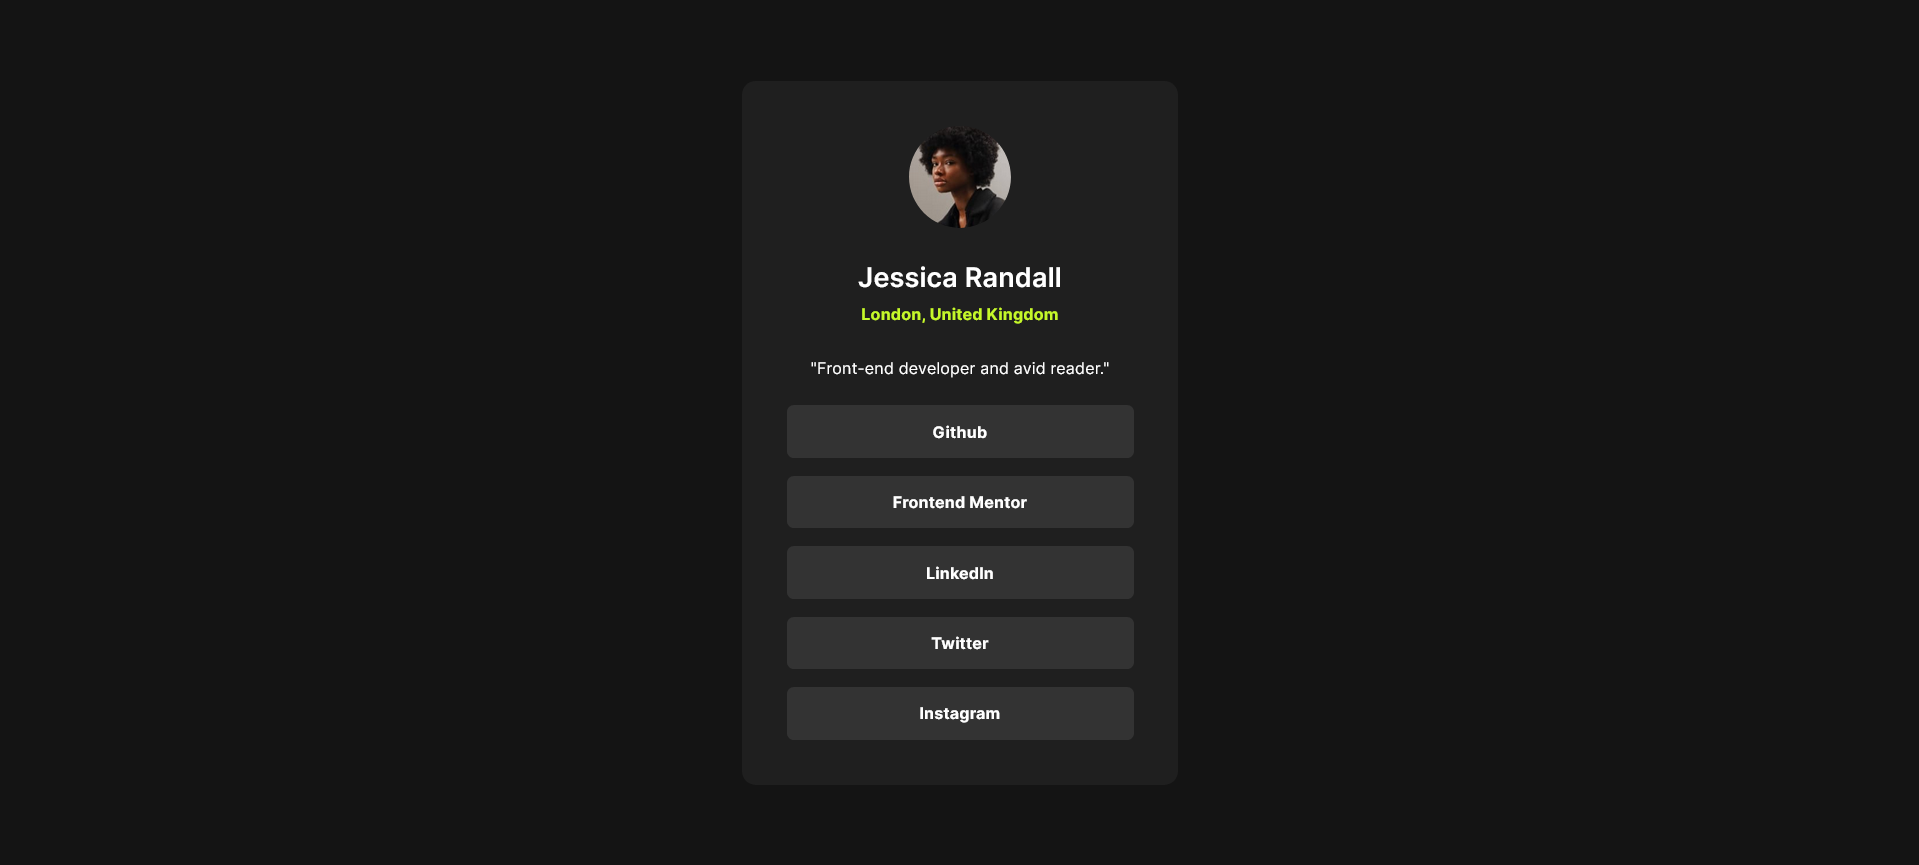 Jessica Randall
London, United Kingdom
"Front-end developer and avid reader."
Github
Frontend Mentor
LinkedIn
Twitter
Instagram